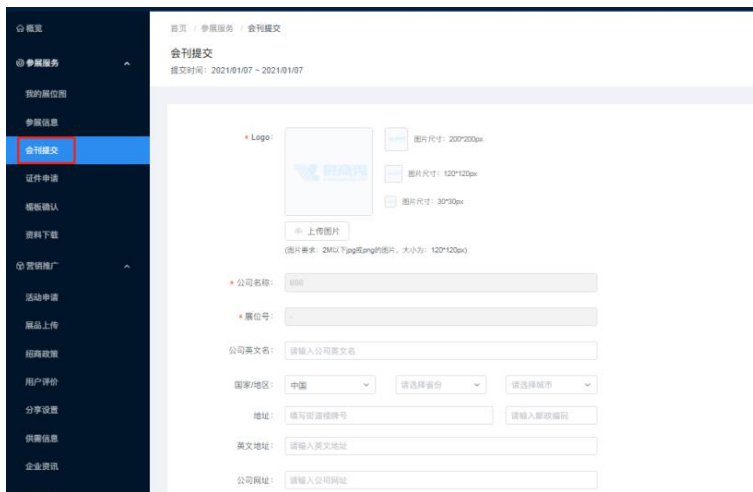 概览
首页 / 参展服务 / 会刊提交
参展服务
会刊提交
提交时间：2021/01/07 ~ 2021/01/07
我的展位图
参展信息
会刊提交
证件申请
楣板确认
资料下载
营销推广
活动申请
展品上传
招商政策
用户评价
分享设置
供需信息
企业资讯
* Logo：
图片尺寸：200*200px
图片尺寸：120*120px
图片尺寸：30*30px
上传图片
(图片要求：2M以下jpg或png的图片，大小为：120*120px)
* 公司名称：
* 展位号： -
公司英文名： 请输入公司英文名
国家/地区： 中国 请选择省份 请选择城市
地址： 填写街道楼牌号 请输入邮政编码
英文地址： 请输入英文地址
公司网址： 请输入公司网址